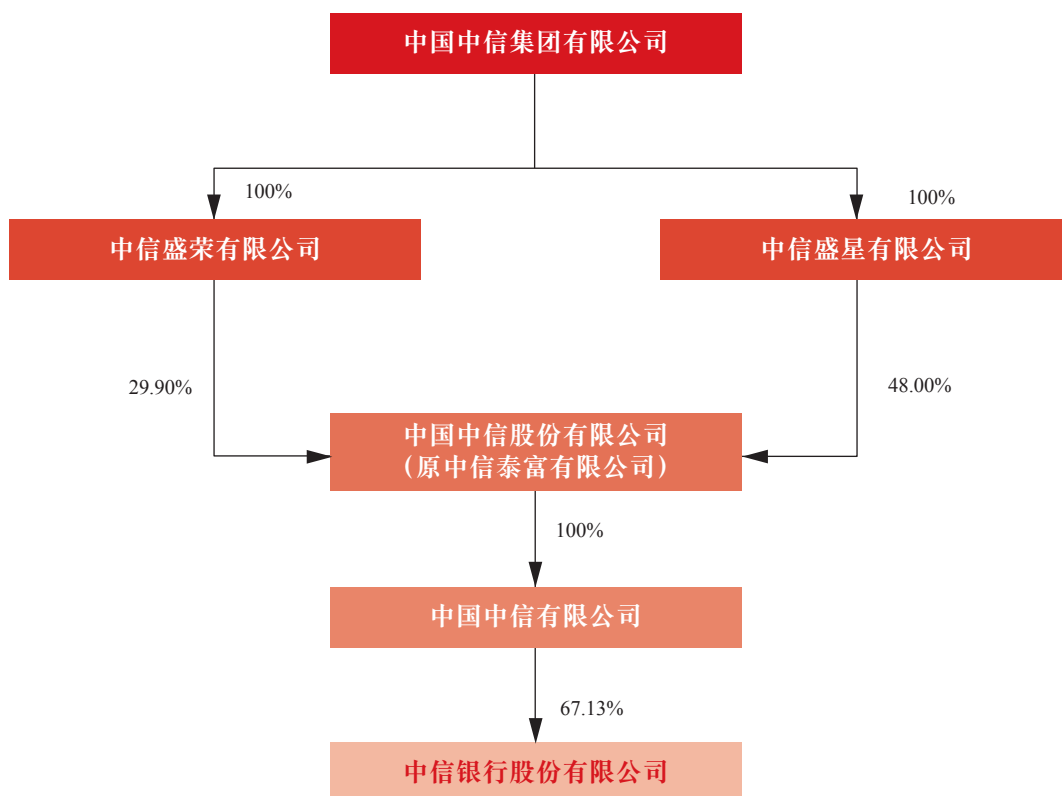 中国中信集团有限公司
100%
100%
中信盛荣有限公司
中信盛星有限公司
29.90%
48.00%
中国中信股份有限公司
（原中信泰富有限公司）
100%
中国中信有限公司
67.13%
中信银行股份有限公司